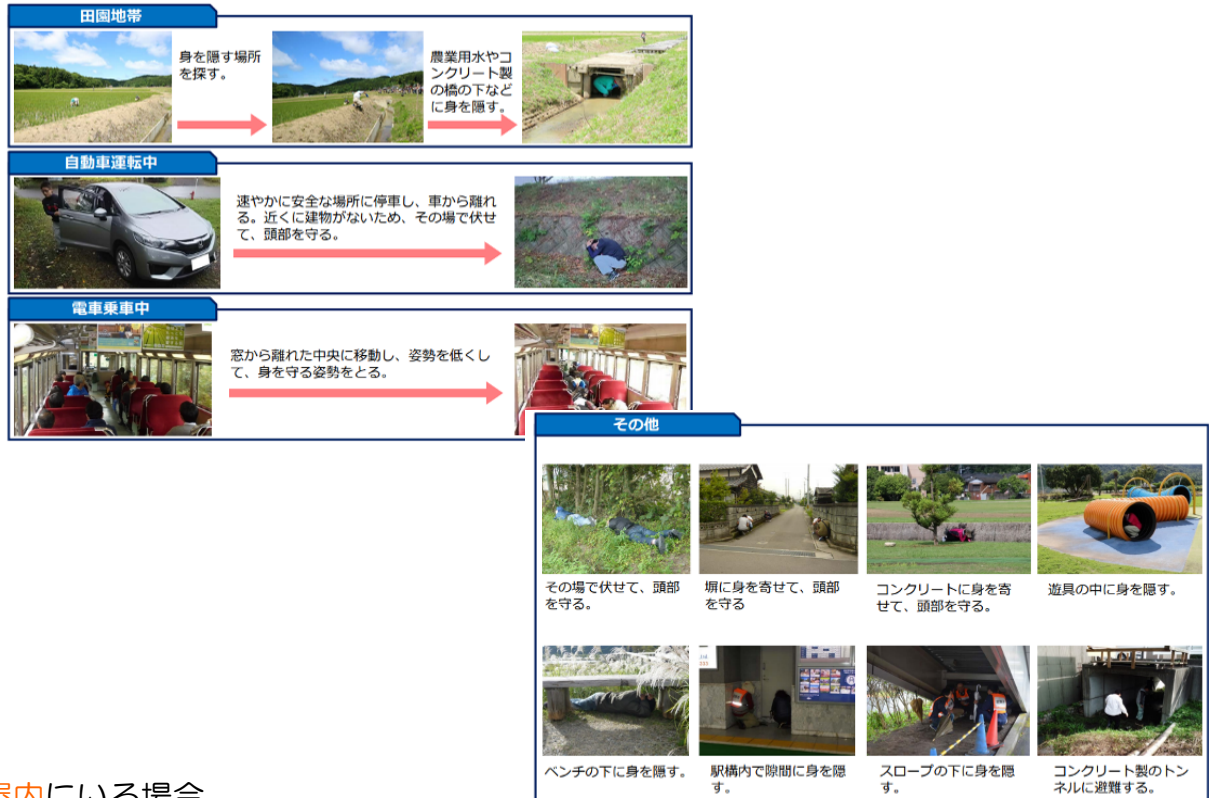 田園地帯
身を隠す場所
を探す。
農業用水やコ
ンクリート製
の橋の下など
に身を隠す。
自動車運転中
速やかに安全な場所に停車し、車から離れ
る。近くに建物がないため、その場で伏せ
て、頭部を守る。
電車乗車中
窓から離れた中央に移動し、姿勢を低くし
て、身を守る姿勢をとる。
その他
その場で伏せて、頭部
を守る。
塀に身を寄せて、頭部
を守る
コンクリートに身を寄
せて、頭部を守る。
遊具の中に身を隠す。
ベンチの下に身を隠す。
駅構内で隙間に身を隠
す。
スロープの下に身を隠
す。
コンクリート製のトン
ネルに避難する。
内にいる場合